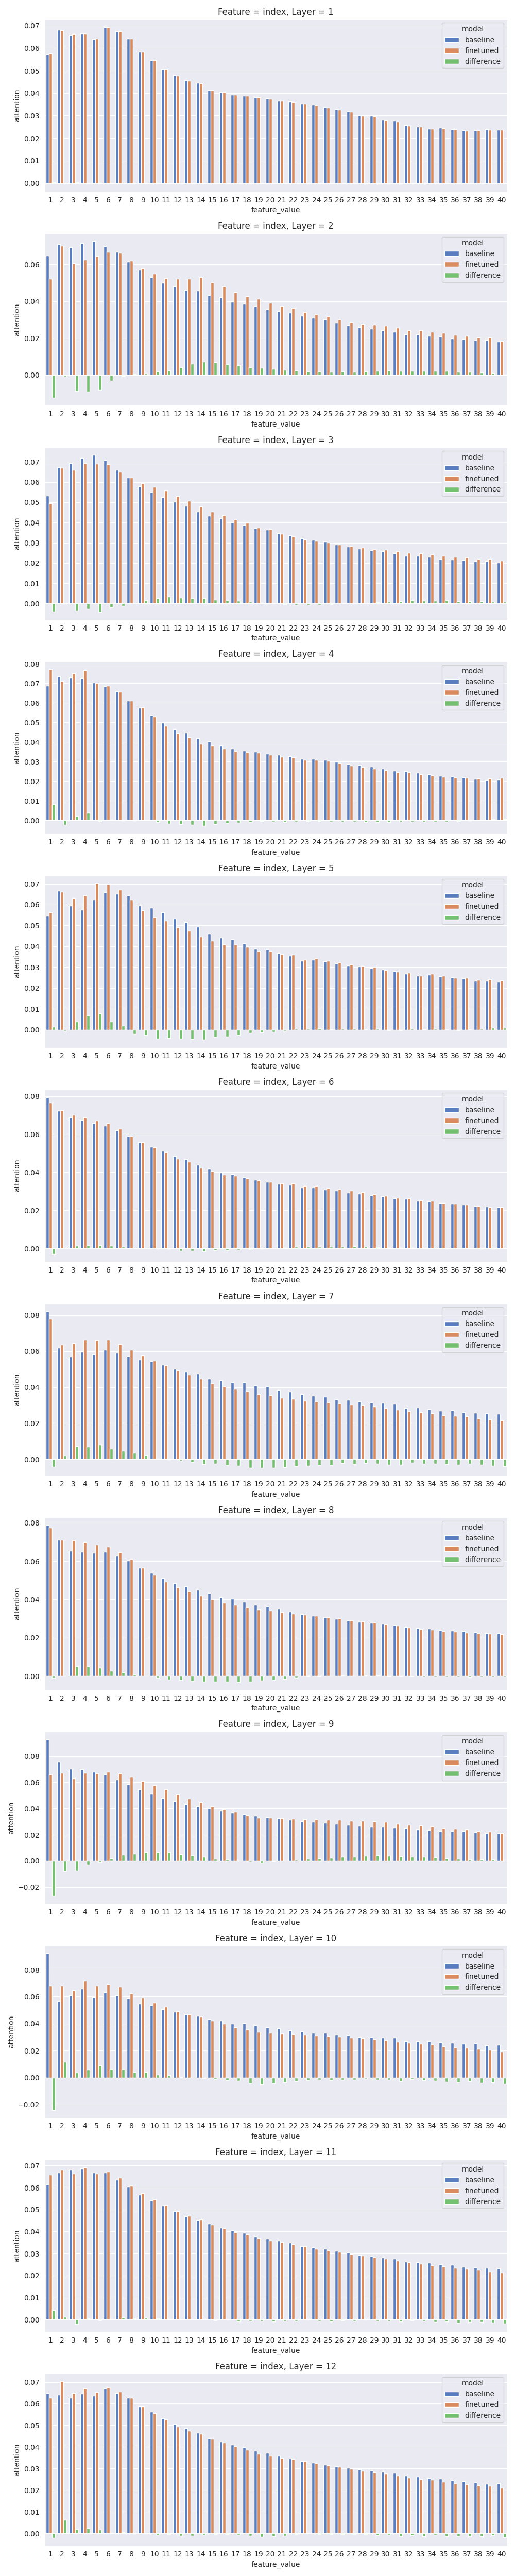 Feature = index, Layer = 1
model
baseline
finetuned
difference
attention
0.07
0.06
0.05
0.04
0.03
0.02
0.01
0.00
1 2 3 4 5 6 7 8 9 10 11 12 13 14 15 16 17 18 19 20 21 22 23 24 25 26 27 28 29 30 31 32 33 34 35 36 37 38 39 40
feature_value
Feature = index, Layer = 2
model
baseline
finetuned
difference
attention
0.06
0.04
0.02
0.00
1 2 3 4 5 6 7 8 9 10 11 12 13 14 15 16 17 18 19 20 21 22 23 24 25 26 27 28 29 30 31 32 33 34 35 36 37 38 39 40
feature_value
Feature = index, Layer = 3
model
baseline
finetuned
difference
attention
0.07
0.06
0.05
0.04
0.03
0.02
0.01
0.00
1 2 3 4 5 6 7 8 9 10 11 12 13 14 15 16 17 18 19 20 21 22 23 24 25 26 27 28 29 30 31 32 33 34 35 36 37 38 39 40
feature_value
Feature = index, Layer = 4
model
baseline
finetuned
difference
attention
0.08
0.07
0.06
0.05
0.04
0.03
0.02
0.01
0.00
1 2 3 4 5 6 7 8 9 10 11 12 13 14 15 16 17 18 19 20 21 22 23 24 25 26 27 28 29 30 31 32 33 34 35 36 37 38 39 40
feature_value
Feature = index, Layer = 5
model
baseline
finetuned
difference
attention
0.07
0.06
0.05
0.04
0.03
0.02
0.01
0.00
1 2 3 4 5 6 7 8 9 10 11 12 13 14 15 16 17 18 19 20 21 22 23 24 25 26 27 28 29 30 31 32 33 34 35 36 37 38 39 40
feature_value
Feature = index, Layer = 6
model
baseline
finetuned
difference
attention
0.08
0.06
0.04
0.02
0.00
1 2 3 4 5 6 7 8 9 10 11 12 13 14 15 16 17 18 19 20 21 22 23 24 25 26 27 28 29 30 31 32 33 34 35 36 37 38 39 40
feature_value
Feature = index, Layer = 7
model
baseline
finetuned
difference
attention
0.08
0.06
0.04
0.02
0.00
1 2 3 4 5 6 7 8 9 10 11 12 13 14 15 16 17 18 19 20 21 22 23 24 25 26 27 28 29 30 31 32 33 34 35 36 37 38 39 40
feature_value
Feature = index, Layer = 8
model
baseline
finetuned
difference
attention
0.08
0.06
0.04
0.02
0.00
1 2 3 4 5 6 7 8 9 10 11 12 13 14 15 16 17 18 19 20 21 22 23 24 25 26 27 28 29 30 31 32 33 34 35 36 37 38 39 40
feature_value
Feature = index, Layer = 9
model
baseline
finetuned
difference
attention
0.08
0.06
0.04
0.02
0.00
−0.02
1 2 3 4 5 6 7 8 9 10 11 12 13 14 15 16 17 18 19 20 21 22 23 24 25 26 27 28 29 30 31 32 33 34 35 36 37 38 39 40
feature_value
Feature = index, Layer = 10
model
baseline
finetuned
difference
attention
0.08
0.06
0.04
0.02
0.00
−0.02
1 2 3 4 5 6 7 8 9 10 11 12 13 14 15 16 17 18 19 20 21 22 23 24 25 26 27 28 29 30 31 32 33 34 35 36 37 38 39 40
feature_value
Feature = index, Layer = 11
model
baseline
finetuned
difference
attention
0.07
0.06
0.05
0.04
0.03
0.02
0.01
0.00
1 2 3 4 5 6 7 8 9 10 11 12 13 14 15 16 17 18 19 20 21 22 23 24 25 26 27 28 29 30 31 32 33 34 35 36 37 38 39 40
feature_value
Feature = index, Layer = 12
model
baseline
finetuned
difference
attention
0.07
0.06
0.05
0.04
0.03
0.02
0.01
0.00
1 2 3 4 5 6 7 8 9 10 11 12 13 14 15 16 17 18 19 20 21 22 23 24 25 26 27 28 29 30 31 32 33 34 35 36 37 38 39 40
feature_value